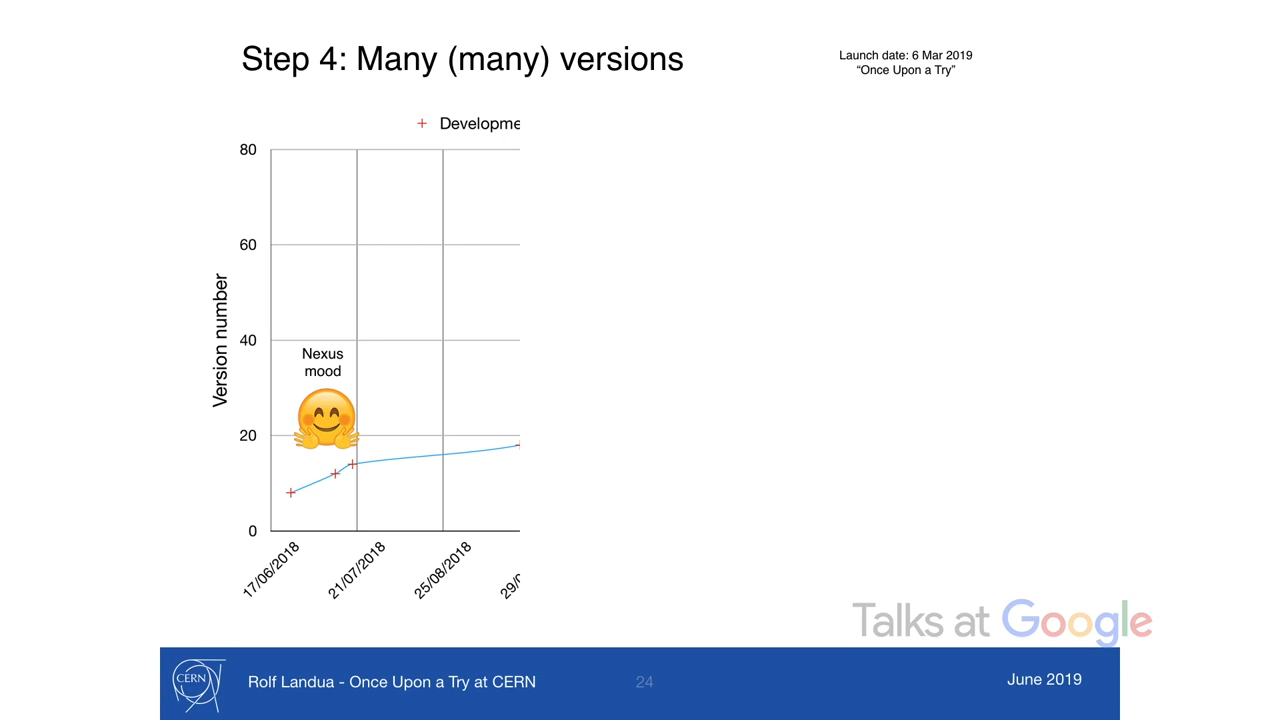 Step 4: Many (many) versions
Launch date: 6 Mar 2019
“Once Upon a Try”
80
60
40
20
0
Version number
Nexus
mood
17/06/2018
21/07/2018
25/08/2018
Talks at Google
CERN
Rolf Landua - Once Upon a Try at CERN
24
June 2019